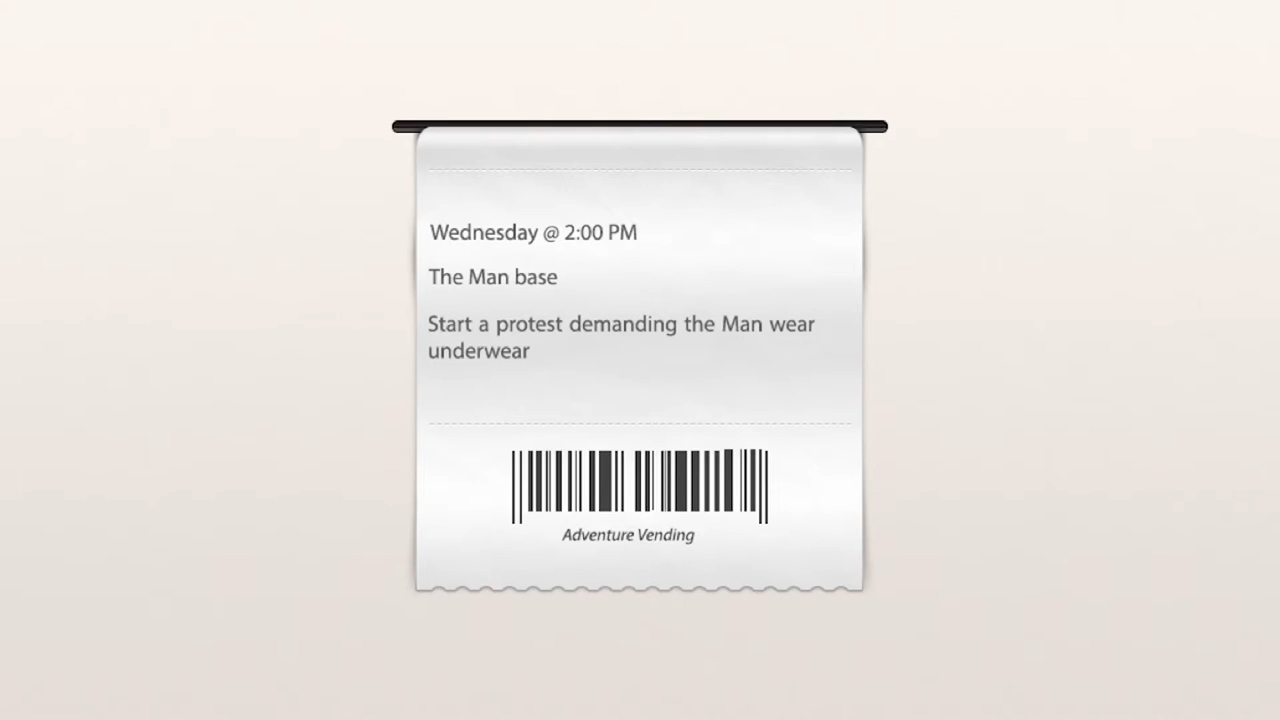 Wednesday @ 2:00 PM
The Man base
Start a protest demanding the Man wear
underwear
Adventure Vending